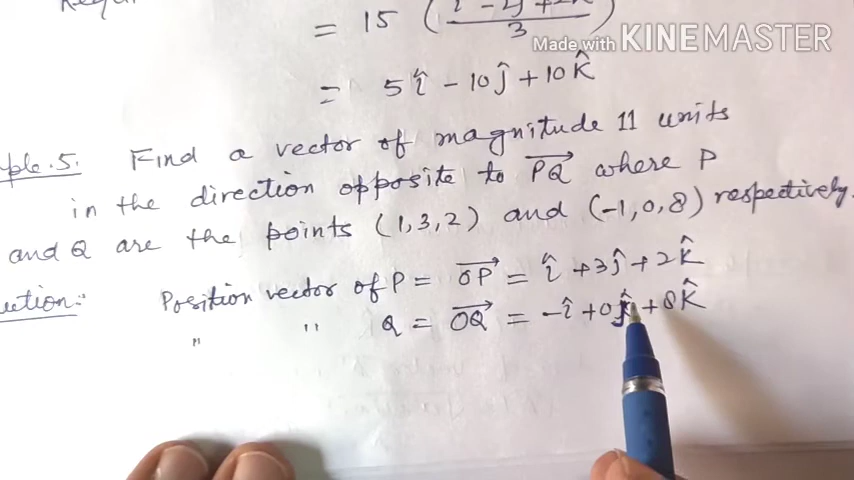 = 15 ( î - 2ĵ + 2k̂ / 3 )
Made with KINEMASTER
= 5î - 10ĵ + 10k̂
ple.5. Find a vector of magnitude 11 units
in the direction opposite to PQ⃗ where P
and Q are the points (1, 3, 2) and (-1, 0, 8) respectively.
ution:- Position vector of P = OP⃗ = î + 3ĵ + 2k̂
" " Q = OQ⃗ = -î + 0ĵ + 8k̂